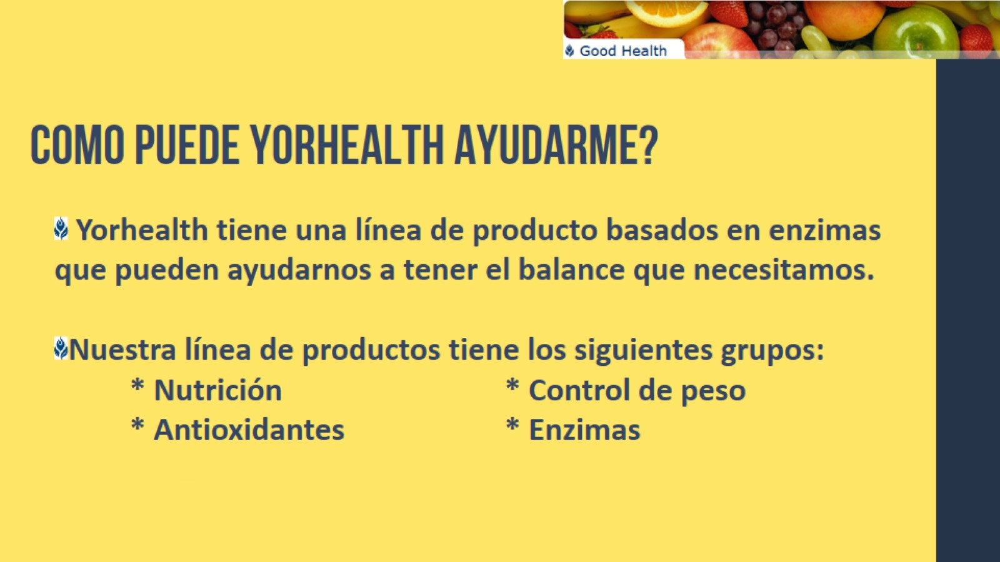 Good Health
COMO PUEDE YORHEALTH AYUDARME?
Yorhealth tiene una línea de producto basados en enzimas
que pueden ayudarnos a tener el balance que necesitamos.
Nuestra línea de productos tiene los siguientes grupos:
* Nutrición * Control de peso
* Antioxidantes * Enzimas